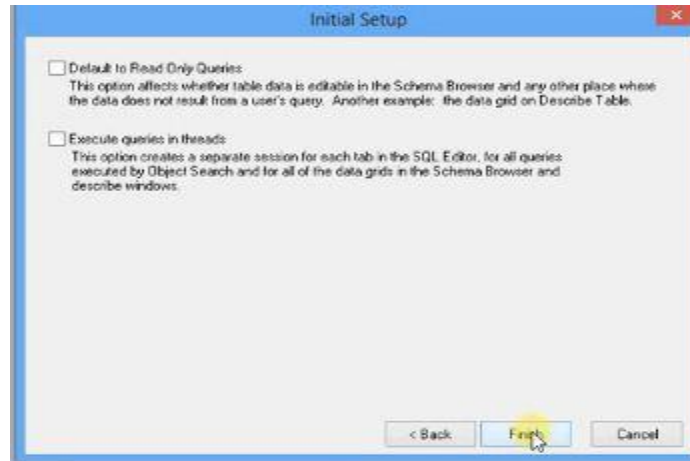 Initial Setup
Default to Read Only Queries
This option affects whether table data is editable in the Schema Browser and any other place where
the data does not result from a user's query. Another example: the data grid on Describe Table.
Execute queries in threads
This option creates a separate session for each tab in the SQL Editor, for all queries
executed by Object Search and for all of the data grids in the Schema Browser and
describe windows.
< Back
Finish
Cancel